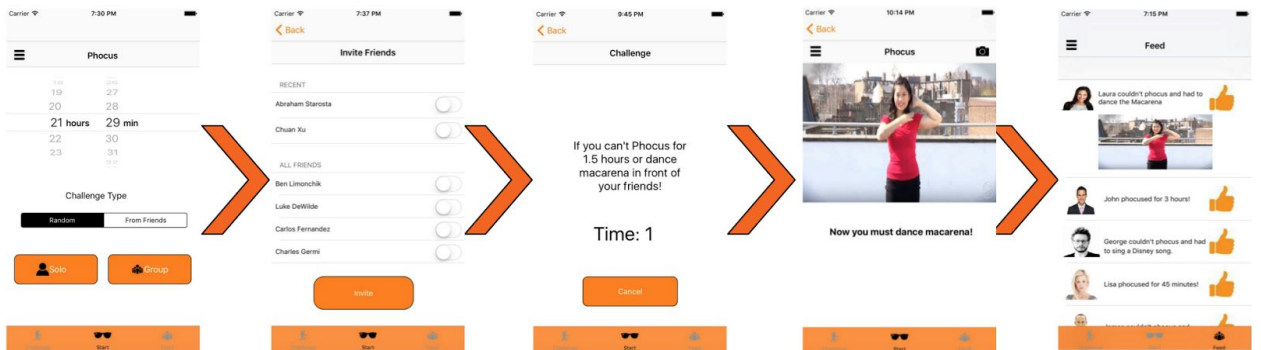 Carrier 7:30 PM
Phocus
18 26
19 27
20 28
21 hours 29 min
22 30
23 31
32
Challenge Type
Random From Friends
Solo Group
Start
Carrier 7:37 PM
Back
Invite Friends
RECENT
Abraham Starosta
Chuan Xu
ALL FRIENDS
Ben Limonchik
Luke DeWilde
Carlos Fernandez
Charles Germi
Invite
Start
Carrier 9:45 PM
Back
Challenge
If you can't Phocus for
1.5 hours or dance
macarena in front of
your friends!
Time: 1
Cancel
Start
Carrier 10:14 PM
Back
Phocus
Now you must dance macarena!
Start
Carrier 7:15 PM
Feed
Laura couldn't phocus and had to
dance the Macarena
John phocused for 3 hours!
George couldn't phocus and had
to sing a Disney song.
Lisa phocused for 45 minutes!
Feed